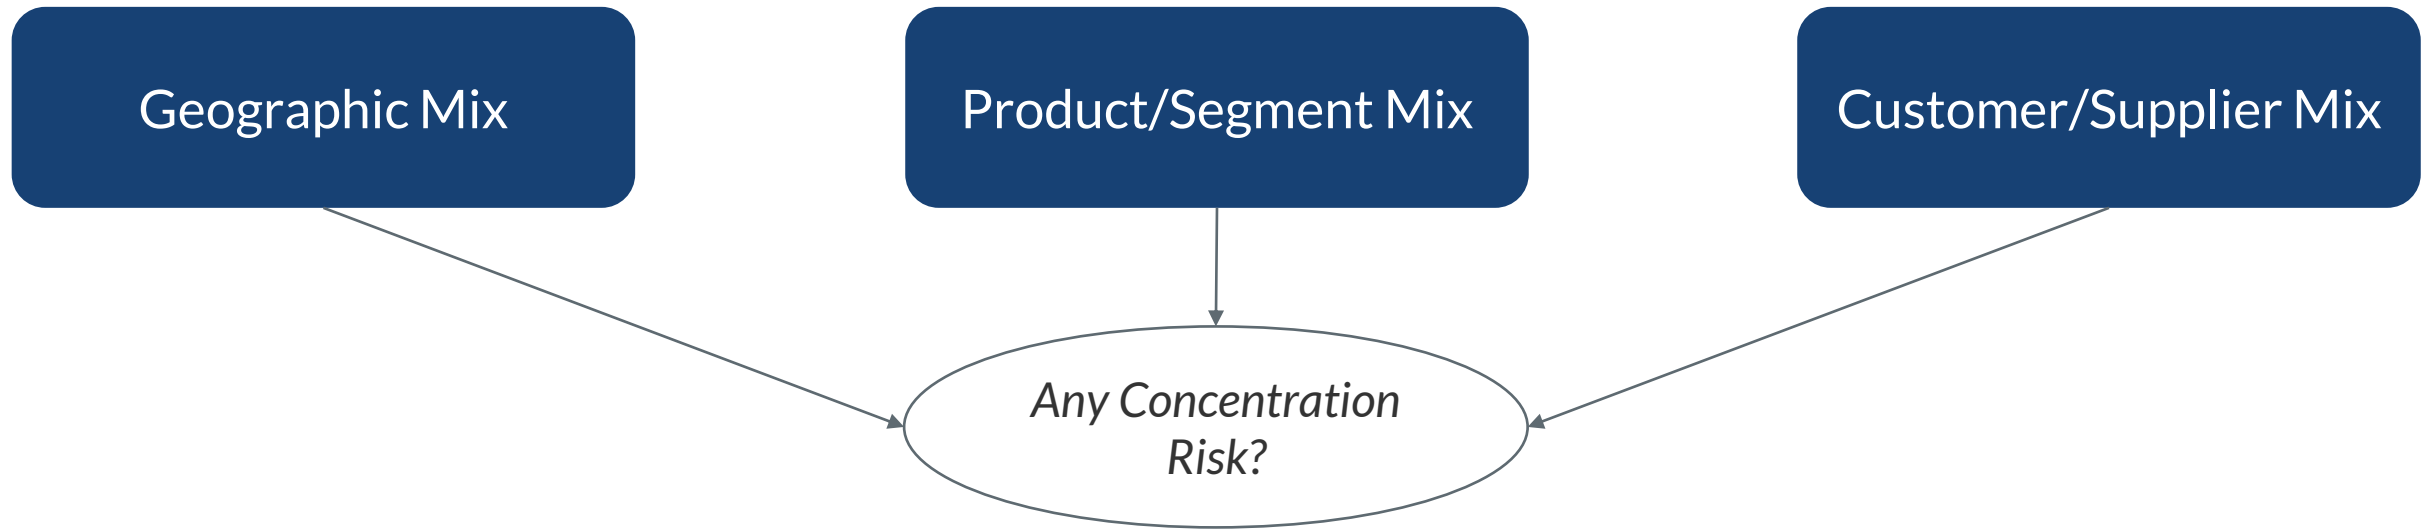 Geographic Mix
Product/Segment Mix
Customer/Supplier Mix
Any Concentration
Risk?